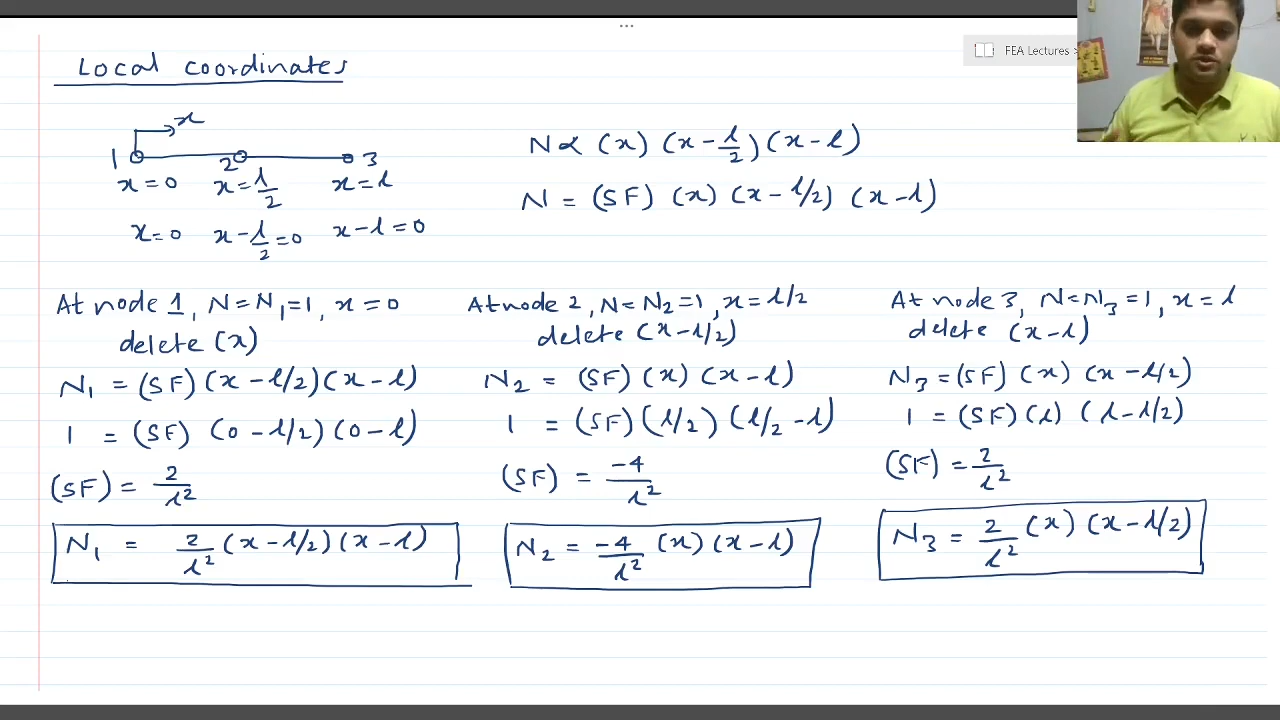 FEA Lectures >
Local coordinates
x
1 2 3
x=0 x=l/2 x=l
x=0 x-l/2=0 x-l=0
N ∝ (x) (x-l/2) (x-l)
N = (SF) (x) (x-l/2) (x-l)
At node 1, N=N₁=1, x=0
delete (x)
N₁ = (SF) (x-l/2) (x-l)
1 = (SF) (0-l/2) (0-l)
(SF) = 2/l²
N₁ = 2/l² (x-l/2) (x-l)
At node 2, N=N₂=1, x=l/2
delete (x-l/2)
N₂ = (SF) (x) (x-l)
1 = (SF) (l/2) (l/2-l)
(SF) = -4/l²
N₂ = -4/l² (x) (x-l)
At node 3, N=N₃=1, x=l
delete (x-l)
N₃ = (SF) (x) (x-l/2)
1 = (SF) (l) (l-l/2)
(SF) = 2/l²
N₃ = 2/l² (x) (x-l/2)